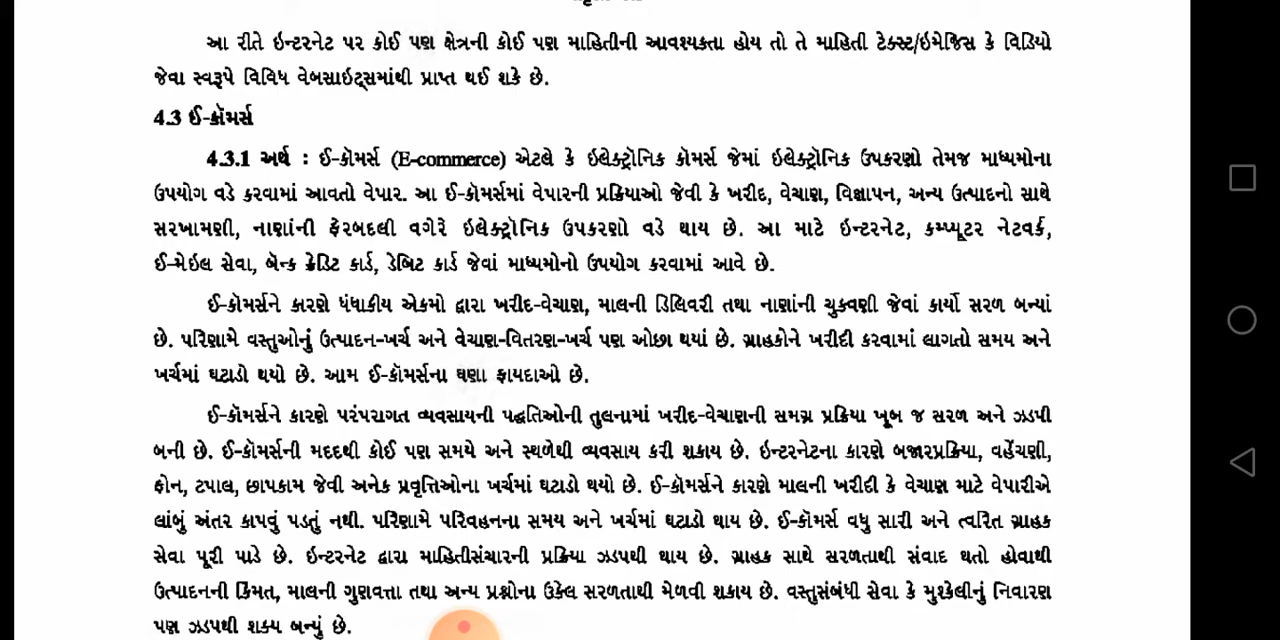 આ રીતે ઇન્ટરનેટ પર કોઈ પણ ક્ષેત્રની કોઈ પણ માહિતીની આવશ્યકતા હોય તો તે માહિતી ટેક્સ્ટ/ઇમેજિસ કે વિડિયો
જેવા સ્વરૂપે વિવિધ વેબસાઇટ્સમાંથી પ્રાપ્ત થઈ શકે છે.
4.3 ઈ-કૉમર્સ
4.3.1 અર્થ : ઈ-કૉમર્સ (E-commerce) એટલે કે ઇલેક્ટ્રૉનિક કૉમર્સ જેમાં ઇલેક્ટ્રૉનિક ઉપકરણો તેમજ માધ્યમોના
ઉપયોગ વડે કરવામાં આવતો વેપાર. આ ઈ-કૉમર્સમાં વેપારની પ્રક્રિયાઓ જેવી કે ખરીદ, વેચાણ, વિજ્ઞાપન, અન્ય ઉત્પાદનો સાથે
સરખામણી, નાણાંની ફેરબદલી વગેરે ઇલેક્ટ્રૉનિક ઉપકરણો વડે થાય છે. આ માટે ઇન્ટરનેટ, કમ્પ્યૂટર નેટવર્ક,
ઈ-મેઇલ સેવા, બૅન્ક ક્રેડિટ કાર્ડ, ડેબિટ કાર્ડ જેવાં માધ્યમોનો ઉપયોગ કરવામાં આવે છે.
ઈ-કૉમર્સને કારણે ધંધાકીય એકમો દ્વારા ખરીદ-વેચાણ, માલની ડિલિવરી તથા નાણાંની ચુકવણી જેવાં કાર્યો સરળ બન્યાં
છે. પરિણામે વસ્તુઓનું ઉત્પાદન-ખર્ચ અને વેચાણ-વિતરણ-ખર્ચ પણ ઓછા થયાં છે. ગ્રાહકોને ખરીદી કરવામાં લાગતો સમય અને
ખર્ચમાં ઘટાડો થયો છે. આમ ઈ-કૉમર્સના ઘણા ફાયદાઓ છે.
ઈ-કૉમર્સને કારણે પરંપરાગત વ્યવસાયની પદ્ધતિઓની તુલનામાં ખરીદ-વેચાણની સમગ્ર પ્રક્રિયા ખૂબ જ સરળ અને ઝડપી
બની છે. ઈ-કૉમર્સની મદદથી કોઈ પણ સમયે અને સ્થળેથી વ્યવસાય કરી શકાય છે. ઇન્ટરનેટના કારણે બજારપ્રક્રિયા, વહેંચણી,
ફોન, ટપાલ, છાપકામ જેવી અનેક પ્રવૃત્તિઓના ખર્ચમાં ઘટાડો થયો છે. ઈ-કૉમર્સને કારણે માલની ખરીદી કે વેચાણ માટે વેપારીએ
લાંબું અંતર કાપવું પડતું નથી. પરિણામે પરિવહનના સમય અને ખર્ચમાં ઘટાડો થાય છે. ઈ-કૉમર્સ વધુ સારી અને ત્વરિત ગ્રાહક
સેવા પૂરી પાડે છે. ઇન્ટરનેટ દ્વારા માહિતીસંચારની પ્રક્રિયા ઝડપથી થાય છે. ગ્રાહક સાથે સરળતાથી સંવાદ થતો હોવાથી
ઉત્પાદનની કિંમત, માલની ગુણવત્તા તથા અન્ય પ્રશ્નોના ઉકેલ સરળતાથી મેળવી શકાય છે. વસ્તુસંબંધી સેવા કે મુશ્કેલીનું નિવારણ
પણ ઝડપથી શક્ય બન્યું છે.